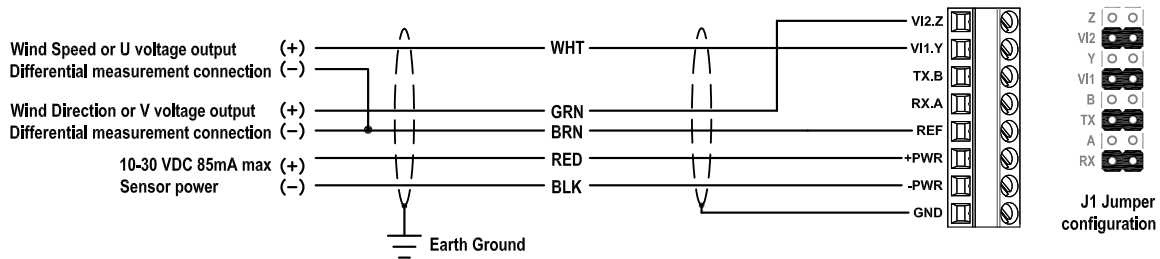 Wind Speed or U voltage output (+)
Differential measurement connection (−)
Wind Direction or V voltage output (+)
Differential measurement connection (−)
10-30 VDC 85mA max (+)
Sensor power (−)
Earth Ground
WHT
GRN
BRN
RED
BLK
VI2.Z
VI1.Y
TX.B
RX.A
REF
+PWR
-PWR
GND
Z
VI2
Y
VI1
B
TX
A
RX
J1 Jumper
configuration